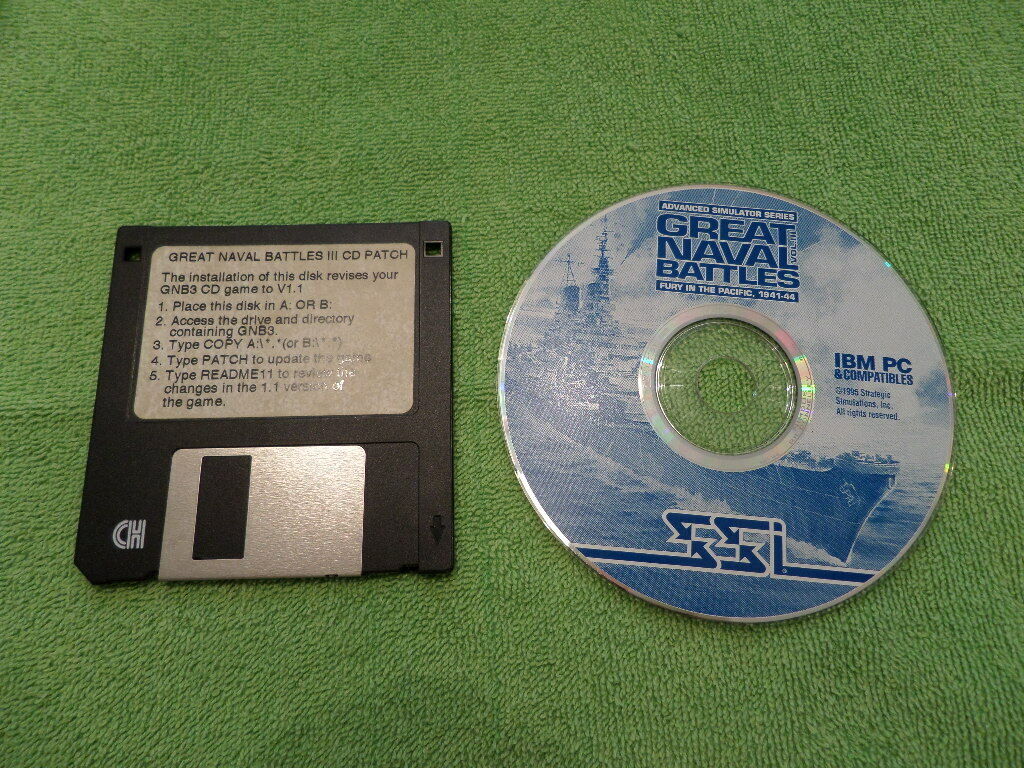 GREAT NAVAL BATTLES III CD PATCH
The installation of this disk revises your
GNB3 CD game to V1.1
1. Place this disk in A: OR B:
2. Access the drive and directory
containing GNB3.
3. Type COPY A:\*.*(or B:\*.*)
4. Type PATCH to update the game
5. Type README11 to review the
changes in the 1.1 version of
the game.
CH
ADVANCED SIMULATOR SERIES
GREAT
NAVAL
BATTLES
VOL. III
FURY IN THE PACIFIC, 1941-44
IBM PC
& COMPATIBLES
©1995 Strategic
Simulations, Inc.
All rights reserved.
SSI